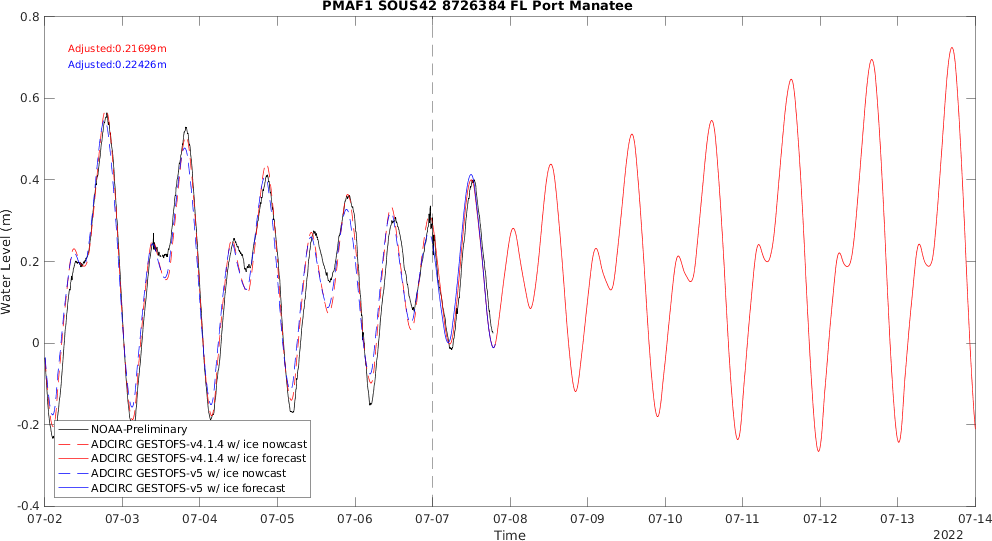 PMAF1 SOUS42 8726384 FL Port Manatee
Adjusted:0.21699m
Adjusted:0.22426m
0.8
0.6
0.4
0.2
0
-0.2
-0.4
Water Level (m)
NOAA-Preliminary
ADCIRC GESTOFS-v4.1.4 w/ ice nowcast
ADCIRC GESTOFS-v4.1.4 w/ ice forecast
ADCIRC GESTOFS-v5 w/ ice nowcast
ADCIRC GESTOFS-v5 w/ ice forecast
07-02 07-03 07-04 07-05 07-06 07-07 07-08 07-09 07-10 07-11 07-12 07-13 07-14
Time
2022